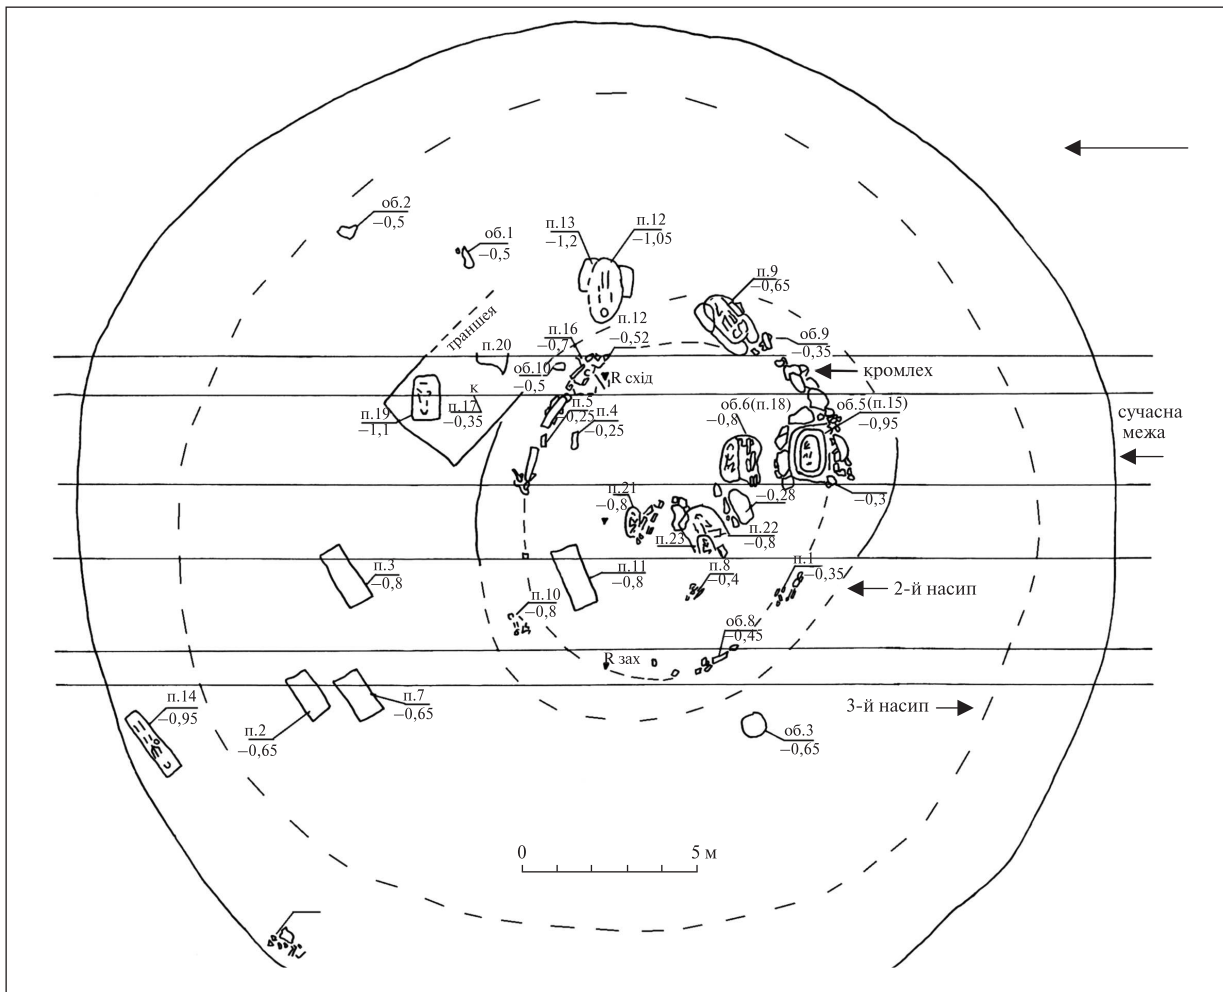 об.2
−0,5
об.1
−0,5
п.13
−1,2
п.12
−1,05
п.9
−0,65
траншея
п.20
п.16
−0,7
п.12
−0,52
об.9
−0,35
кромлех
об.10
−0,5
R схід
к
п.17
−0,35
п.19
−1,1
п.5
−0,25
п.4
−0,25
об.6(п.18)
−0,8
об.5(п.15)
−0,95
сучасна
межа
−0,3
−0,28
п.21
−0,8
п.22
−0,8
п.23
п.3
−0,8
п.11
−0,8
п.8
−0,4
п.1
−0,35
2-й насип
п.10
−0,8
об.8
−0,45
R зах
п.14
−0,95
п.2
−0,65
п.7
−0,65
3-й насип
об.3
−0,65
0
5 м